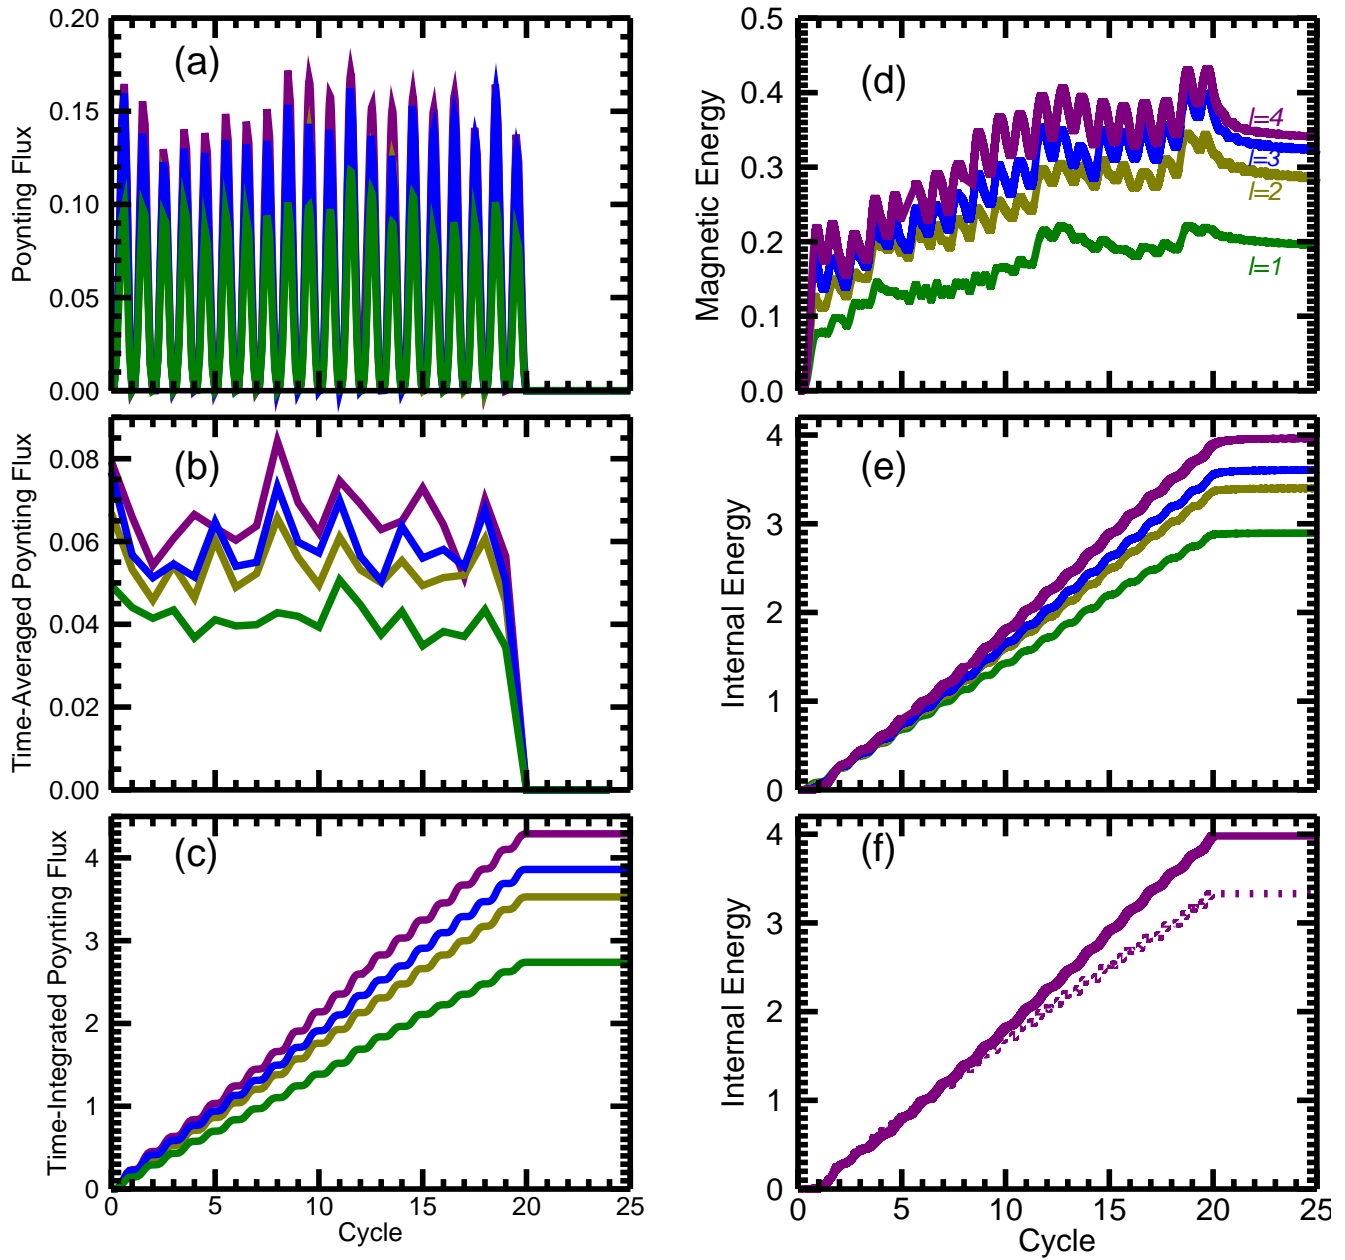 (a)
Poynting Flux
0.20
0.15
0.10
0.05
0.00
(b)
Time-Averaged Poynting Flux
0.08
0.06
0.04
0.02
0.00
(c)
Time-Integrated Poynting Flux
4
3
2
1
0
0 5 10 15 20 25
Cycle
(d)
Magnetic Energy
0.5
0.4
0.3
0.2
0.1
0.0
l=4
l=3
l=2
l=1
(e)
Internal Energy
4
3
2
1
0
(f)
Internal Energy
4
3
2
1
0
0 5 10 15 20 25
Cycle